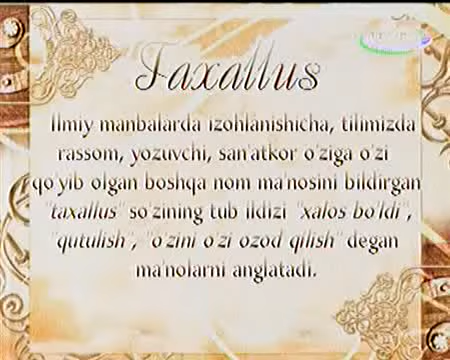 Taxallus
Ilmiy manbalarda izohlanishicha, tilimizda
rassom, yozuvchi, san'atkor o'ziga o'zi
qo'yib olgan boshqa nom ma'nosini bildirgan
"taxallus" so'zining tub ildizi "xalos bo'ldi",
"qutulish", "o'zini o'zi ozod qilish" degan
ma'nolarni anglatadi.